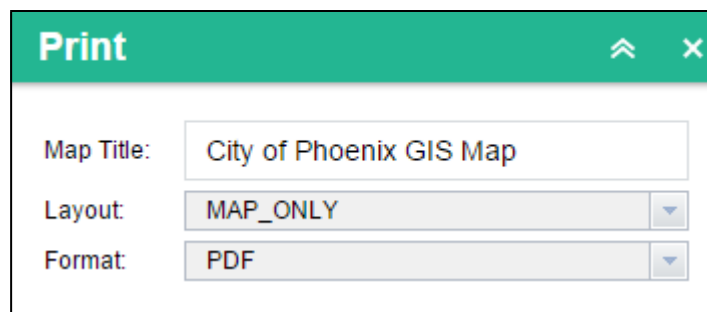 Print
Map Title: City of Phoenix GIS Map
Layout: MAP_ONLY
Format: PDF